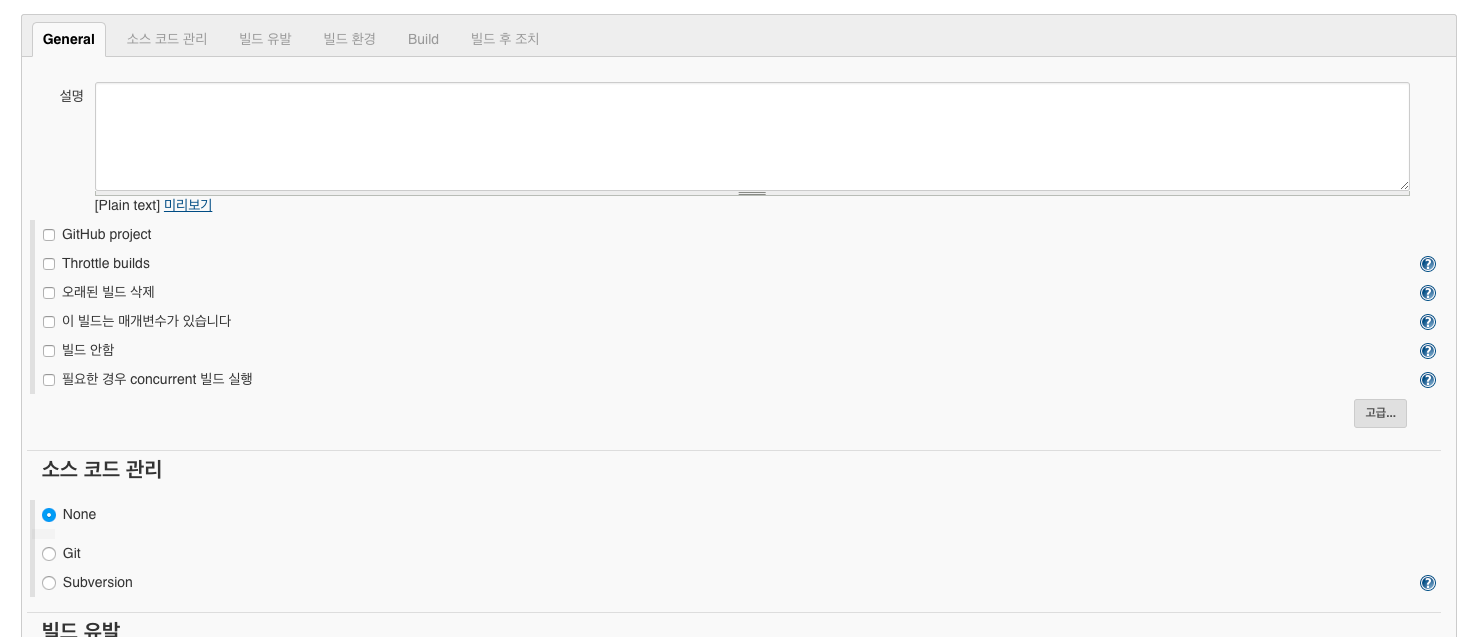 General 소스 코드 관리 빌드 유발 빌드 환경 Build 빌드 후 조치
설명
[Plain text] 미리보기
GitHub project
Throttle builds
오래된 빌드 삭제
이 빌드는 매개변수가 있습니다
빌드 안함
필요한 경우 concurrent 빌드 실행
고급...
소스 코드 관리
None
Git
Subversion
빌드 유발